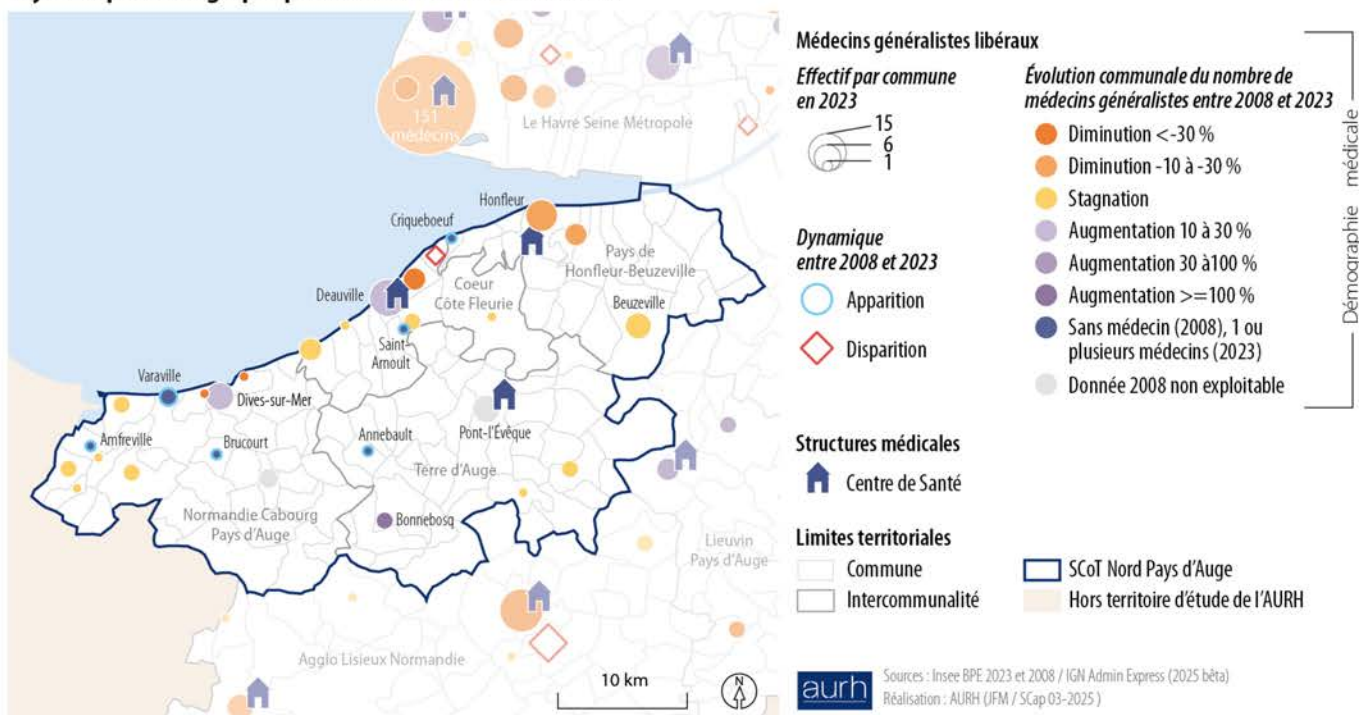 151
médecins
Le Havre Seine Métropole
Honfleur
Criqueboeuf
Pays de
Honfleur-Beuzeville
Coeur
Côte Fleurie
Deauville
Beuzeville
Saint-
Arnoult
Varaville
Dives-sur-Mer
Amfreville
Brucourt
Annebault
Pont-l'Évêque
Terre d'Auge
Normandie Cabourg
Pays d'Auge
Bonnebosq
Lieuvin
Pays d'Auge
Agglo Lisieux Normandie
10 km
N
Médecins généralistes libéraux
Effectif par commune
en 2023
15
6
1
Dynamique
entre 2008 et 2023
Apparition
Disparition
Évolution communale du nombre de
médecins généralistes entre 2008 et 2023
Diminution <-30 %
Diminution -10 à -30 %
Stagnation
Augmentation 10 à 30 %
Augmentation 30 à100 %
Augmentation >=100 %
Sans médecin (2008), 1 ou
plusieurs médecins (2023)
Donnée 2008 non exploitable
Démographie médicale
Structures médicales
Centre de Santé
Limites territoriales
Commune
Intercommunalité
SCoT Nord Pays d'Auge
Hors territoire d'étude de l'AURH
aurh
Sources : Insee BPE 2023 et 2008 / IGN Admin Express (2025 bêta)
Réalisation : AURH (JFM / SCap 03-2025 )